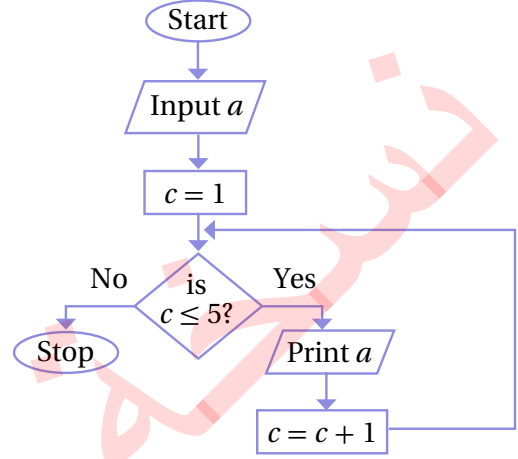 Start
Input a
c = 1
is
c ≤ 5?
No
Yes
Stop
Print a
c = c + 1